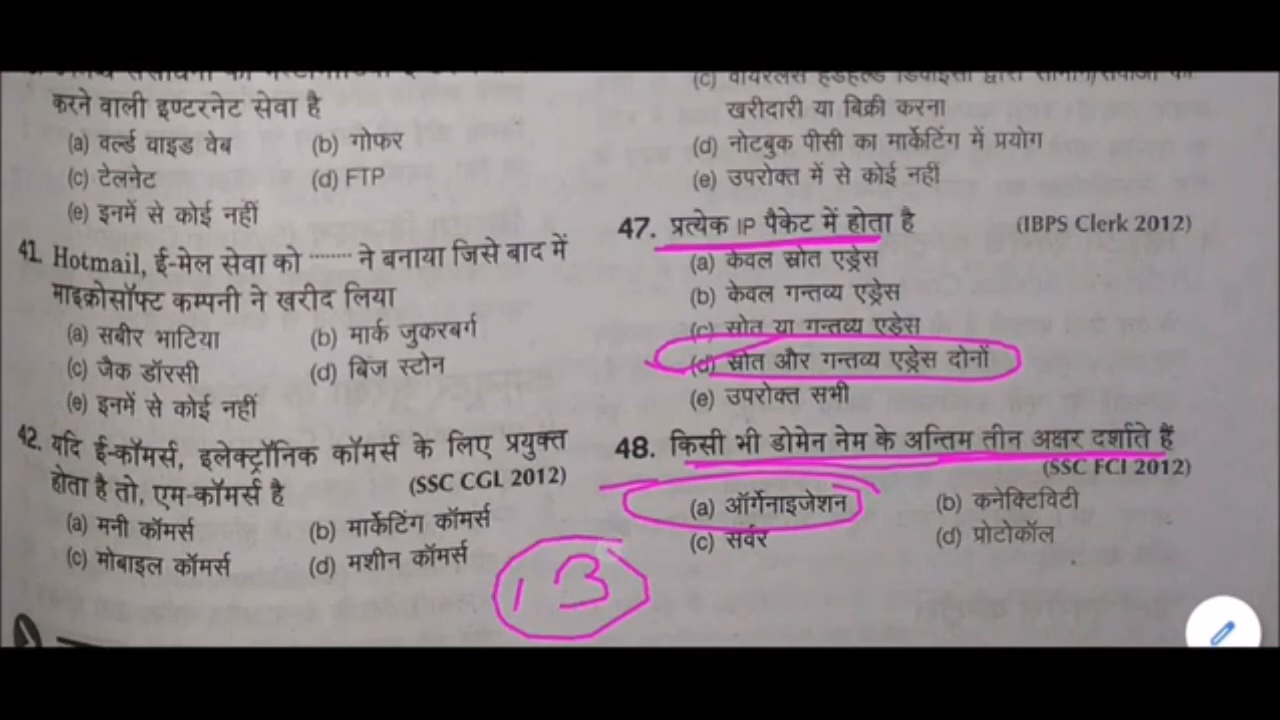 करने वाली इण्टरनेट सेवा है
(a) वर्ल्ड वाइड वेब (b) गोफर
(c) टेलनेट (d) FTP
(e) इनमें से कोई नहीं
41. Hotmail, ई-मेल सेवा को ........ ने बनाया जिसे बाद में
माइक्रोसॉफ्ट कम्पनी ने खरीद लिया
(a) सबीर भाटिया (b) मार्क जुकरबर्ग
(c) जैक डॉरसी (d) बिज स्टोन
(e) इनमें से कोई नहीं
42. यदि ई-कॉमर्स, इलेक्ट्रॉनिक कॉमर्स के लिए प्रयुक्त
होता है तो, एम-कॉमर्स है (SSC CGL 2012)
(a) मनी कॉमर्स (b) मार्केटिंग कॉमर्स
(c) मोबाइल कॉमर्स (d) मशीन कॉमर्स
13
(c) वायरलेस हैंडहेल्ड डिवाइसों द्वारा
खरीदारी या बिक्री करना
(d) नोटबुक पीसी का मार्केटिंग में प्रयोग
(e) उपरोक्त में से कोई नहीं
47. प्रत्येक IP पैकेट में होता है (IBPS Clerk 2012)
(a) केवल स्रोत एड्रेस
(b) केवल गन्तव्य एड्रेस
(c) स्रोत या गन्तव्य एड्रेस
(d) स्रोत और गन्तव्य एड्रेस दोनों
(e) उपरोक्त सभी
48. किसी भी डोमेन नेम के अन्तिम तीन अक्षर दर्शाते हैं
(SSC FCI 2012)
(a) ऑर्गेनाइजेशन (b) कनेक्टिविटी
(c) सर्वर (d) प्रोटोकॉल